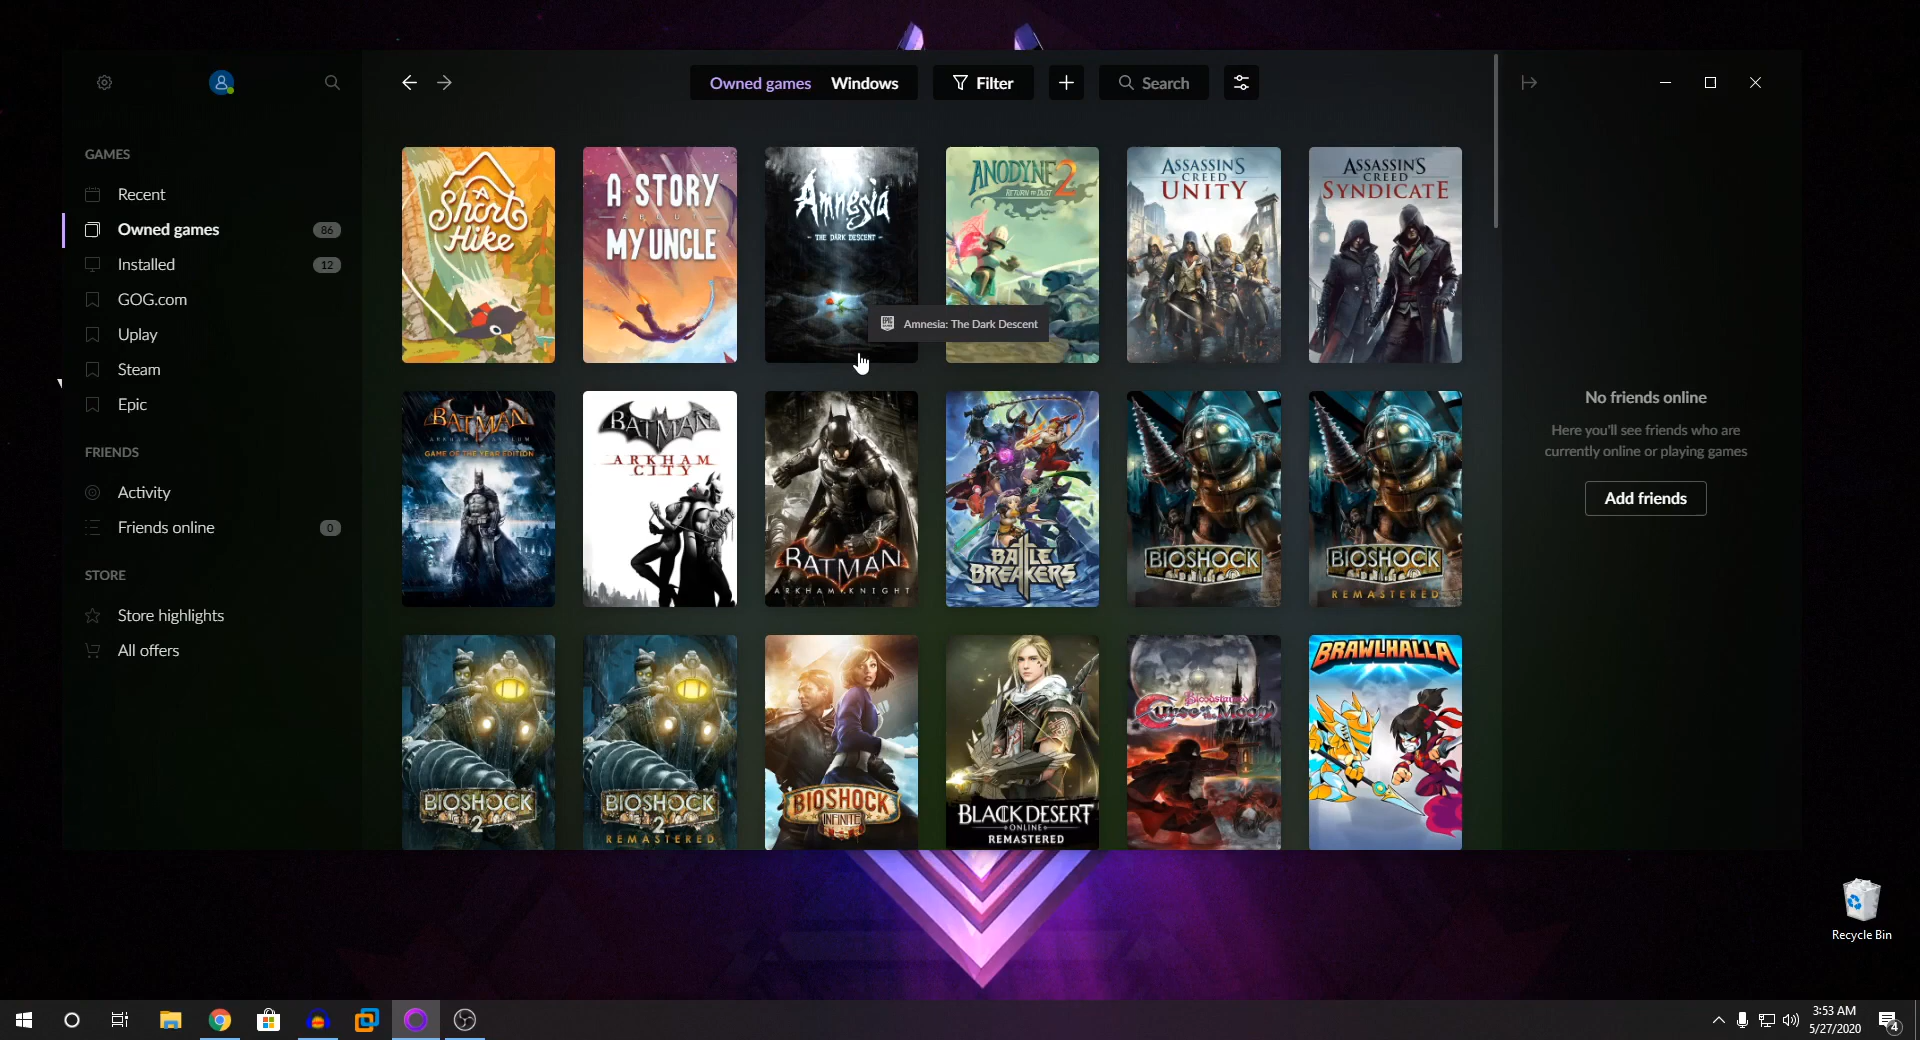 Owned games
Windows
Filter
Search
GAMES
Recent
Owned games
86
Installed
12
GOG.com
Uplay
Steam
Epic
FRIENDS
Activity
Friends online
0
STORE
Store highlights
All offers
A
Short
Hike
A STORY
ABOUT
MY UNCLE
Amnesia
THE DARK DESCENT
ANODYNE 2
RETURN TO DUST
ASSASSIN'S
CREED
UNITY
ASSASSIN'S
CREED
SYNDICATE
Amnesia: The Dark Descent
BATMAN
ARKHAM ASYLUM
GAME OF THE YEAR EDITION
BATMAN
ARKHAM
CITY
BATMAN
ARKHAM KNIGHT
BATTLE
BREAKERS
BIOSHOCK
BIOSHOCK
REMASTERED
BIOSHOCK
2
BIOSHOCK
2
REMASTERED
BIOSHOCK
INFINITE
BLACK DESERT
ONLINE
REMASTERED
Bloodstained
Curse of the Moon
BRAWLHALLA
No friends online
Here you'll see friends who are
currently online or playing games
Add friends
Recycle Bin
3:53 AM
5/27/2020
4